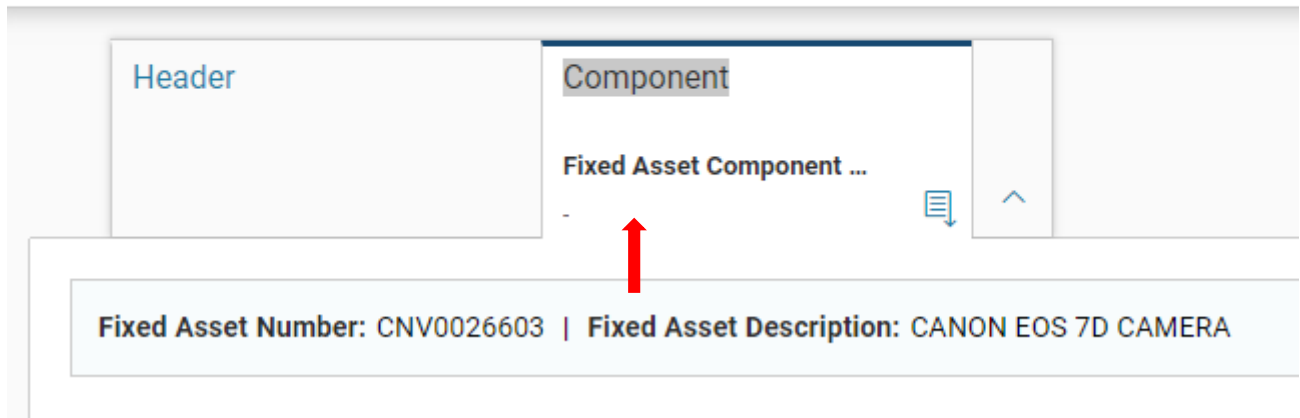 Header
Component
Fixed Asset Component ...
-
Fixed Asset Number: CNV0026603 | Fixed Asset Description: CANON EOS 7D CAMERA